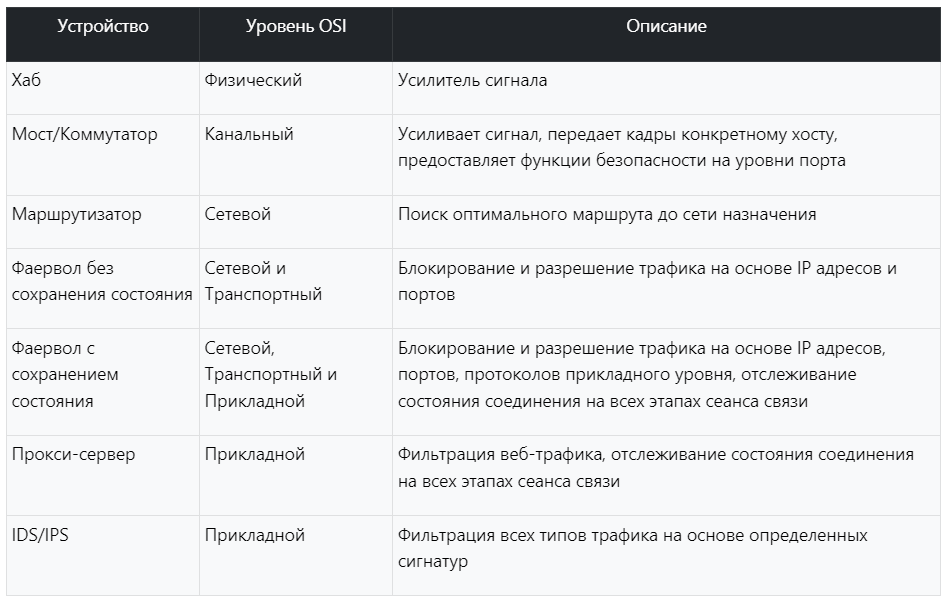 Устройство
Уровень OSI
Описание
Хаб
Физический
Усилитель сигнала
Мост/Коммутатор
Канальный
Усиливает сигнал, передает кадры конкретному хосту,
предоставляет функции безопасности на уровни порта
Маршрутизатор
Сетевой
Поиск оптимального маршрута до сети назначения
Фаервол без
сохранения состояния
Сетевой и
Транспортный
Блокирование и разрешение трафика на основе IP адресов и
портов
Фаервол с
сохранением
состояния
Сетевой,
Транспортный и
Прикладной
Блокирование и разрешение трафика на основе IP адресов,
портов, протоколов прикладного уровня, отслеживание
состояния соединения на всех этапах сеанса связи
Прокси-сервер
Прикладной
Фильтрация веб-трафика, отслеживание состояния соединения
на всех этапах сеанса связи
IDS/IPS
Прикладной
Фильтрация всех типов трафика на основе определенных
сигнатур